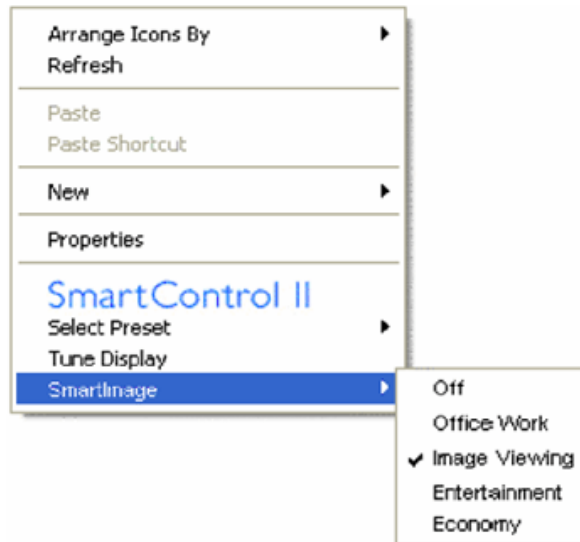 Arrange Icons By
Refresh
Paste
Paste Shortcut
New
Properties
SmartControl II
Select Preset
Tune Display
SmartImage
Off
Office Work
Image Viewing
Entertainment
Economy